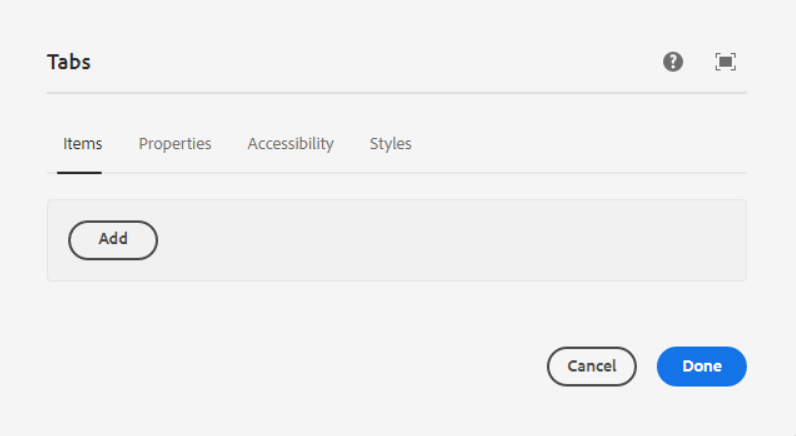 Tabs
Items Properties Accessibility Styles
Add
Cancel Done